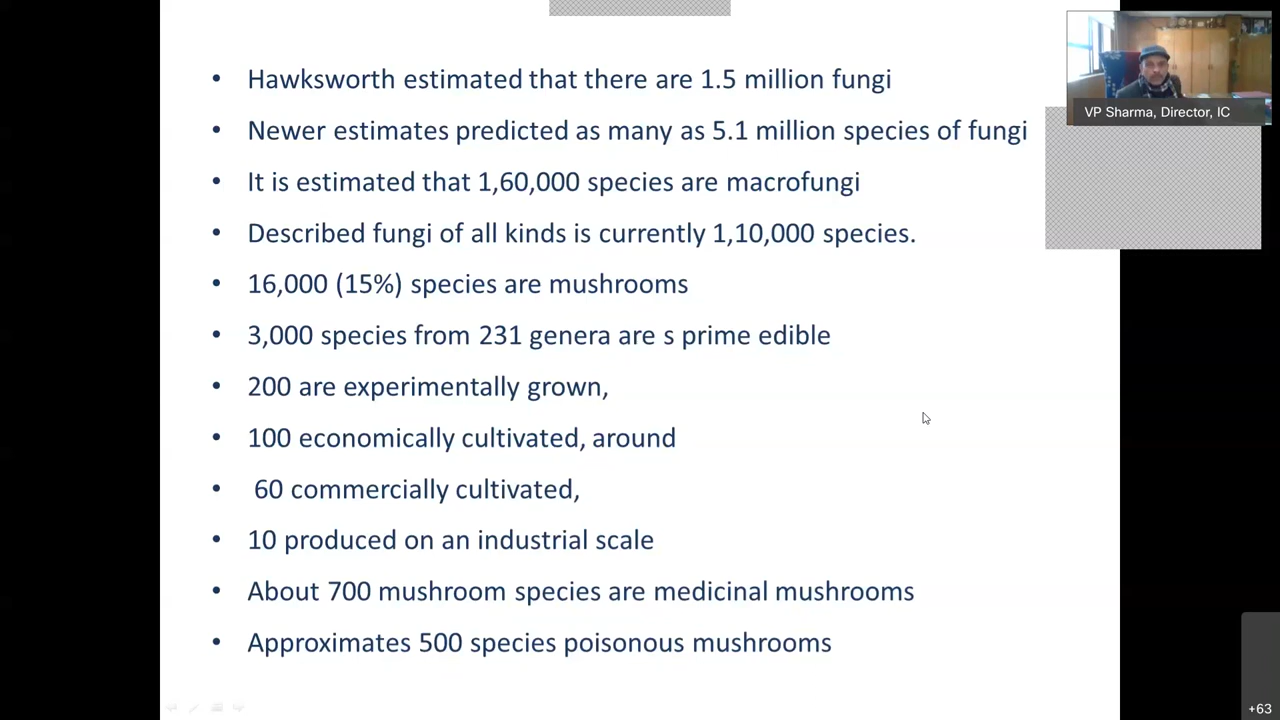 • Hawksworth estimated that there are 1.5 million fungi
• Newer estimates predicted as many as 5.1 million species of fungi
• It is estimated that 1,60,000 species are macrofungi
• Described fungi of all kinds is currently 1,10,000 species.
• 16,000 (15%) species are mushrooms
• 3,000 species from 231 genera are s prime edible
• 200 are experimentally grown,
• 100 economically cultivated, around
• 60 commercially cultivated,
• 10 produced on an industrial scale
• About 700 mushroom species are medicinal mushrooms
• Approximates 500 species poisonous mushrooms
VP Sharma, Director, IC
+63